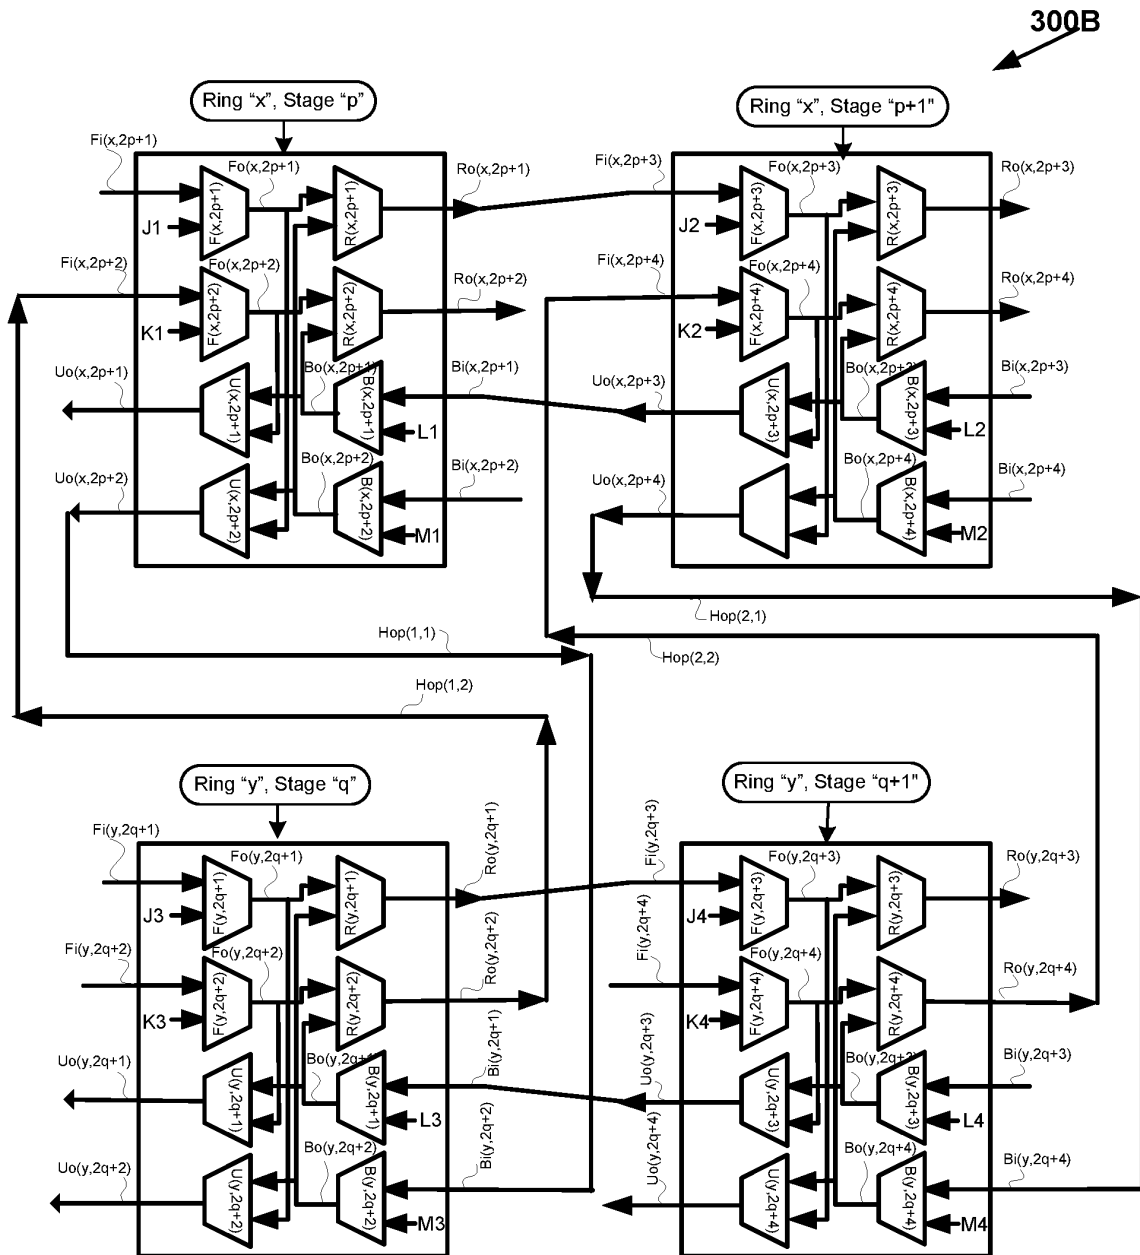 300B
Ring "x", Stage "p"
Ring "x", Stage "p+1"
Fi(x,2p+1)
Fo(x,2p+1)
Ro(x,2p+1)
Fi(x,2p+3)
Fo(x,2p+3)
Ro(x,2p+3)
F(x,2p+1)
R(x,2p+1)
F(x,2p+3)
R(x,2p+3)
J1
J2
Fi(x,2p+2)
Fo(x,2p+2)
Ro(x,2p+2)
Fi(x,2p+4)
Fo(x,2p+4)
Ro(x,2p+4)
F(x,2p+2)
R(x,2p+2)
F(x,2p+4)
R(x,2p+4)
K1
K2
Uo(x,2p+1)
Bo(x,2p+1)
Bi(x,2p+1)
Uo(x,2p+3)
Bo(x,2p+3)
Bi(x,2p+3)
U(x,2p+1)
B(x,2p+1)
U(x,2p+3)
B(x,2p+3)
L1
L2
Uo(x,2p+2)
Bo(x,2p+2)
Bi(x,2p+2)
Uo(x,2p+4)
Bo(x,2p+4)
Bi(x,2p+4)
U(x,2p+2)
B(x,2p+2)
B(x,2p+4)
M1
M2
Hop(2,1)
Hop(1,1)
Hop(2,2)
Hop(1,2)
Ring "y", Stage "q"
Ring "y", Stage "q+1"
Fi(y,2q+1)
Fo(y,2q+1)
Ro(y,2q+1)
Fi(y,2q+3)
Fo(y,2q+3)
Ro(y,2q+3)
F(y,2q+1)
R(y,2q+1)
F(y,2q+3)
R(y,2q+3)
J3
J4
Fi(y,2q+2)
Fo(y,2q+2)
Ro(y,2q+2)
Fi(y,2q+4)
Fo(y,2q+4)
Ro(y,2q+4)
F(y,2q+2)
R(y,2q+2)
F(y,2q+4)
R(y,2q+4)
K3
K4
Uo(y,2q+1)
Bo(y,2q+1)
Bi(y,2q+1)
Uo(y,2q+3)
Bo(y,2q+3)
Bi(y,2q+3)
U(y,2q+1)
B(y,2q+1)
U(y,2q+3)
B(y,2q+3)
L3
L4
Uo(y,2q+2)
Bo(y,2q+2)
Bi(y,2q+2)
Uo(y,2q+4)
Bo(y,2q+4)
Bi(y,2q+4)
U(y,2q+2)
B(y,2q+2)
U(y,2q+4)
B(y,2q+4)
M3
M4